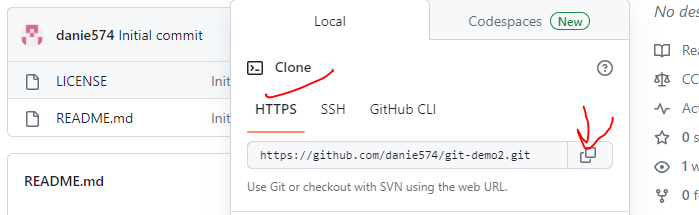 Local
Codespaces New
No des
danie574 Initial commit
Clone
LICENSE
Init
HTTPS SSH GitHub CLI
README.md
Init
https://github.com/danie574/git-demo2.git
Use Git or checkout with SVN using the web URL.
README.md
Rea
CC
Act
0 s
1 w
0 f